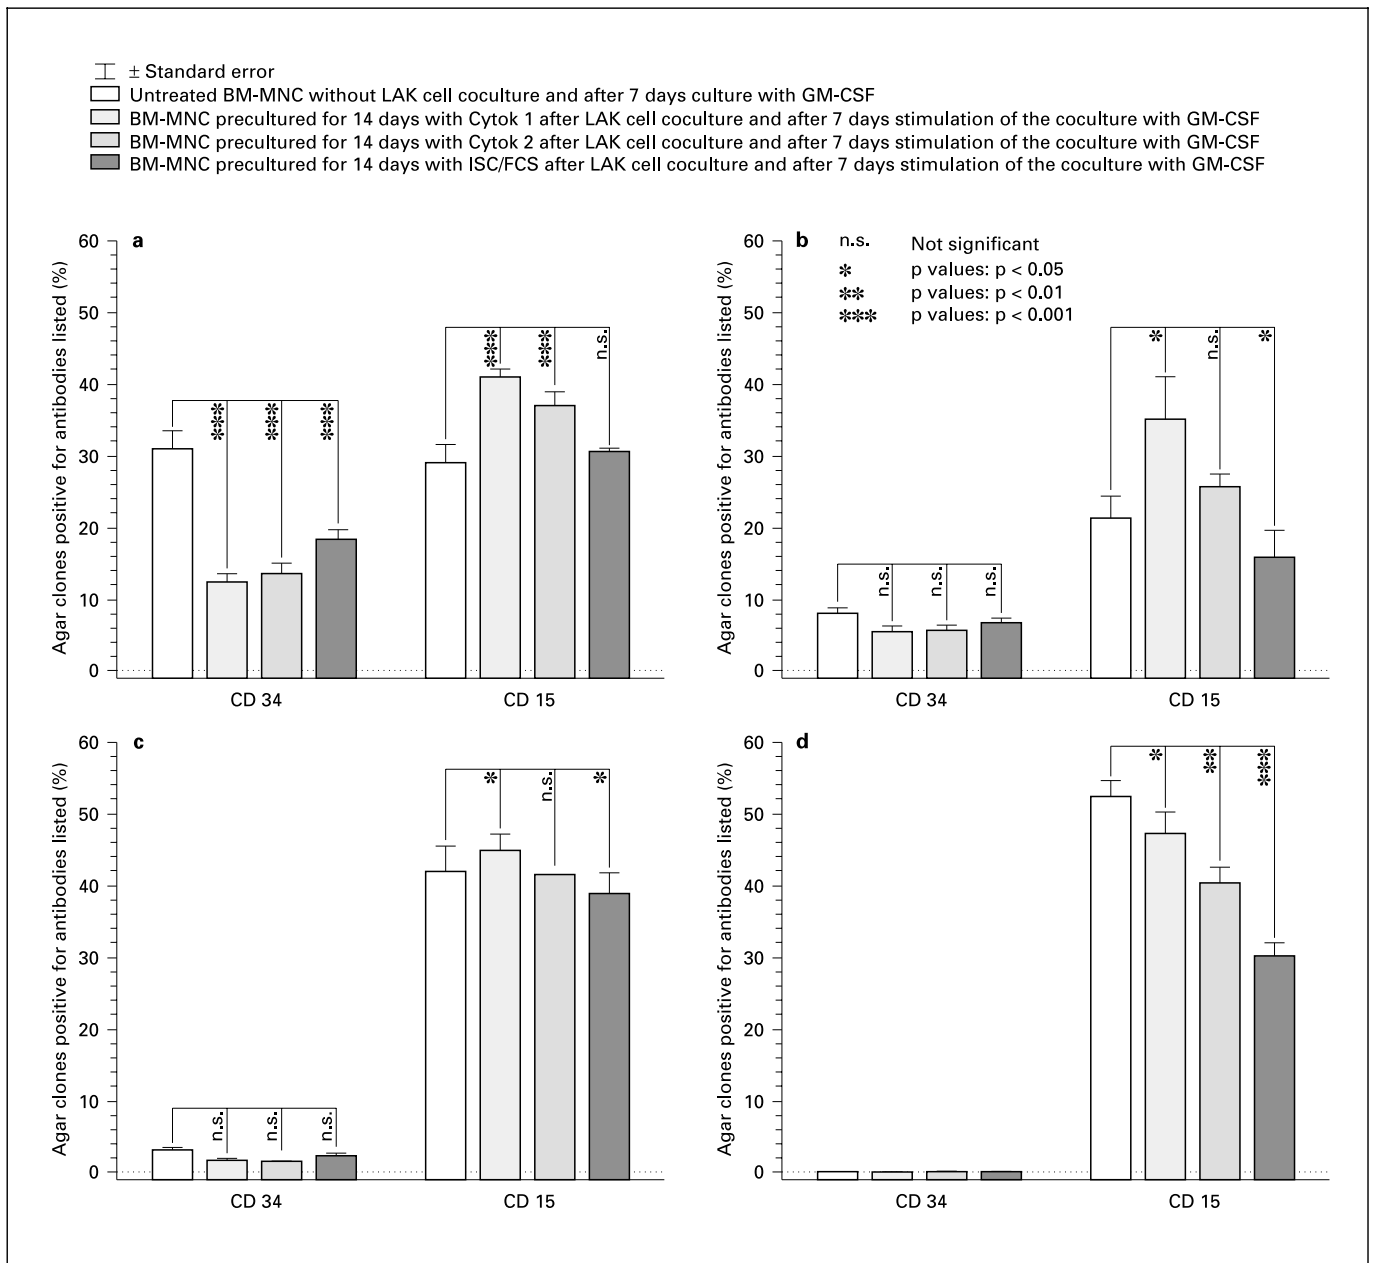 ± Standard error
Untreated BM-MNC without LAK cell coculture and after 7 days culture with GM-CSF
BM-MNC precultured for 14 days with Cytok 1 after LAK cell coculture and after 7 days stimulation of the coculture with GM-CSF
BM-MNC precultured for 14 days with Cytok 2 after LAK cell coculture and after 7 days stimulation of the coculture with GM-CSF
BM-MNC precultured for 14 days with ISC/FCS after LAK cell coculture and after 7 days stimulation of the coculture with GM-CSF
a
Agar clones positive for antibodies listed (%)
60
50
40
30
20
10
0
***
***
***
***
***
n.s.
CD 34
CD 15
b
n.s. Not significant
* p values: p < 0.05
** p values: p < 0.01
*** p values: p < 0.001
Agar clones positive for antibodies listed (%)
60
50
40
30
20
10
0
n.s.
n.s.
n.s.
*
n.s.
*
CD 34
CD 15
c
Agar clones positive for antibodies listed (%)
60
50
40
30
20
10
0
n.s.
n.s.
n.s.
*
n.s.
*
CD 34
CD 15
d
Agar clones positive for antibodies listed (%)
60
50
40
30
20
10
0
*
**
***
CD 34
CD 15